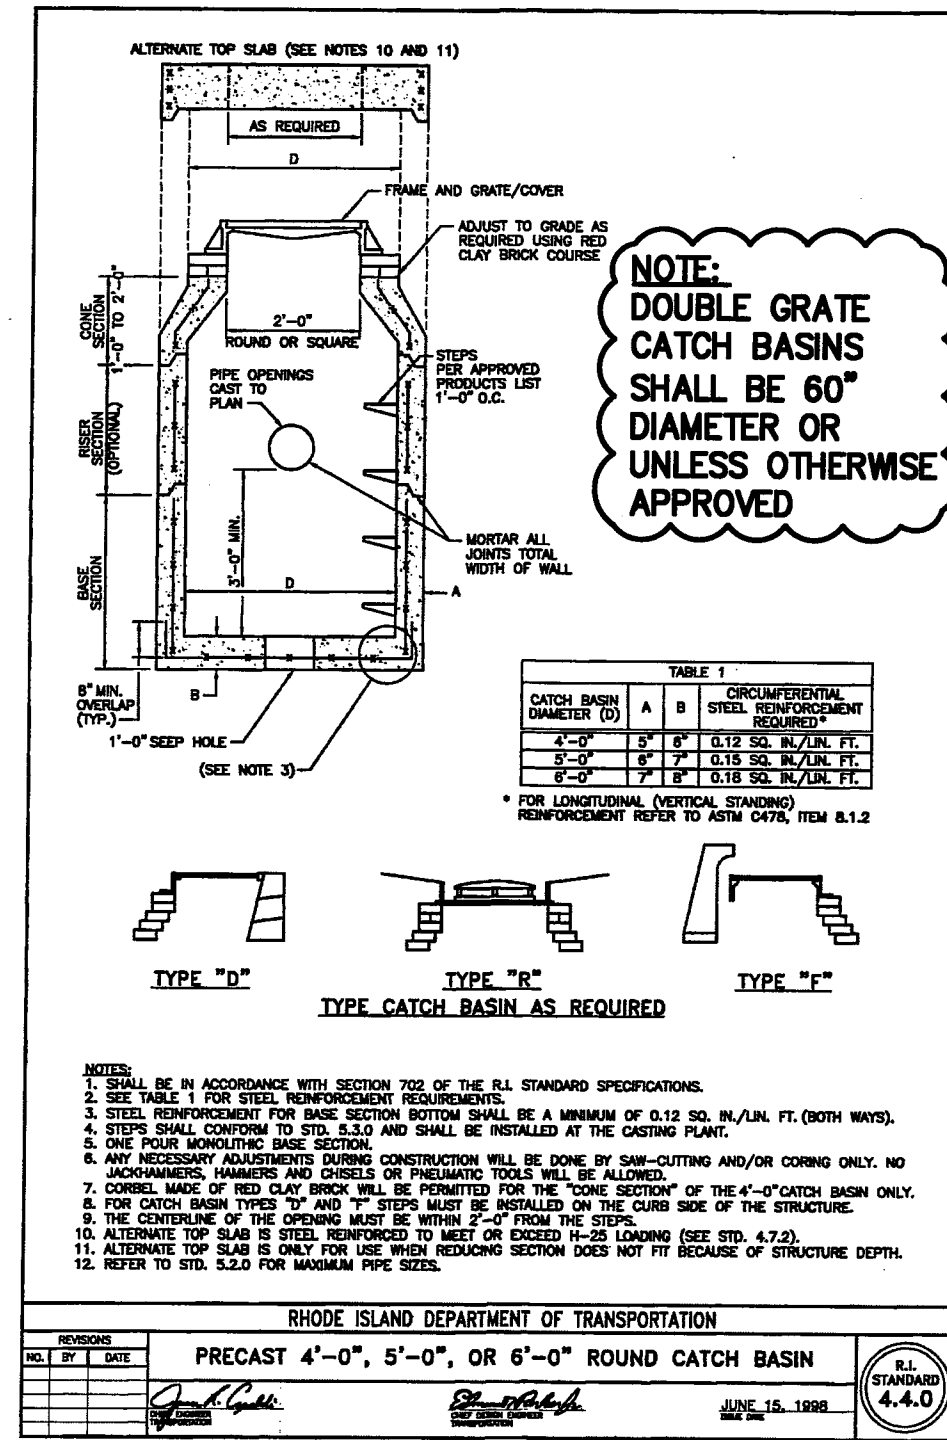 ALTERNATE TOP SLAB (SEE NOTES 10 AND 11)
AS REQUIRED
D
FRAME AND GRATE/COVER
ADJUST TO GRADE AS
REQUIRED USING RED
CLAY BRICK COURSE
CONE
SECTION
1'-0" TO 2'-0"
2'-0"
ROUND OR SQUARE
STEPS
PER APPROVED
PRODUCTS LIST
1'-0" O.C.
PIPE OPENINGS
CAST TO
PLAN
RISER
SECTION
(OPTIONAL)
3'-0" MIN.
MORTAR ALL
JOINTS TOTAL
WIDTH OF WALL
BASE
SECTION
D
A
B
MIN.
OVERLAP
(TYP.)
1'-0" SEEP HOLE
(SEE NOTE 3)
NOTE:
DOUBLE GRATE
CATCH BASINS
SHALL BE 60"
DIAMETER OR
UNLESS OTHERWISE
APPROVED
TABLE 1
CATCH BASIN
DIAMETER (D)
A
B
CIRCUMFERENTIAL
STEEL REINFORCEMENT
REQUIRED*
4'-0" 5" 6" 0.12 SQ. IN./LIN. FT.
5'-0" 6" 7" 0.15 SQ. IN./LIN. FT.
6'-0" 7" 8" 0.18 SQ. IN./LIN. FT.
* FOR LONGITUDINAL (VERTICAL STANDING)
REINFORCEMENT REFER TO ASTM C478, ITEM 8.1.2
TYPE "D"
TYPE "R"
TYPE "F"
TYPE CATCH BASIN AS REQUIRED
NOTES:
1. SHALL BE IN ACCORDANCE WITH SECTION 702 OF THE R.I. STANDARD SPECIFICATIONS.
2. SEE TABLE 1 FOR STEEL REINFORCEMENT REQUIREMENTS.
3. STEEL REINFORCEMENT FOR BASE SECTION BOTTOM SHALL BE A MINIMUM OF 0.12 SQ. IN./LIN. FT. (BOTH WAYS).
4. STEPS SHALL CONFORM TO STD. 5.3.0 AND SHALL BE INSTALLED AT THE CASTING PLANT.
5. ONE POUR MONOLITHIC BASE SECTION.
6. ANY NECESSARY ADJUSTMENTS DURING CONSTRUCTION WILL BE DONE BY SAW-CUTTING AND/OR CORING ONLY. NO
JACKHAMMERS, HAMMERS AND CHISELS OR PNEUMATIC TOOLS WILL BE ALLOWED.
7. CORBEL MADE OF RED CLAY BRICK WILL BE PERMITTED FOR THE "CONE SECTION" OF THE 4'-0" CATCH BASIN ONLY.
8. FOR CATCH BASIN TYPES "D" AND "F" STEPS MUST BE INSTALLED ON THE CURB SIDE OF THE STRUCTURE.
9. THE CENTERLINE OF THE OPENING MUST BE WITHIN 2'-0" FROM THE STEPS.
10. ALTERNATE TOP SLAB IS STEEL REINFORCED TO MEET OR EXCEED H-25 LOADING (SEE STD. 4.7.2).
11. ALTERNATE TOP SLAB IS ONLY FOR USE WHEN REDUCING SECTION DOES NOT FIT BECAUSE OF STRUCTURE DEPTH.
12. REFER TO STD. 5.2.0 FOR MAXIMUM PIPE SIZES.
RHODE ISLAND DEPARTMENT OF TRANSPORTATION
REVISIONS
NO. BY DATE
PRECAST 4'-0", 5'-0", OR 6'-0" ROUND CATCH BASIN
CHIEF ENGINEER
TRANSPORTATION
CHIEF DESIGN ENGINEER
TRANSPORTATION
JUNE 15, 1998
ISSUE DATE
R.I.
STANDARD
4.4.0